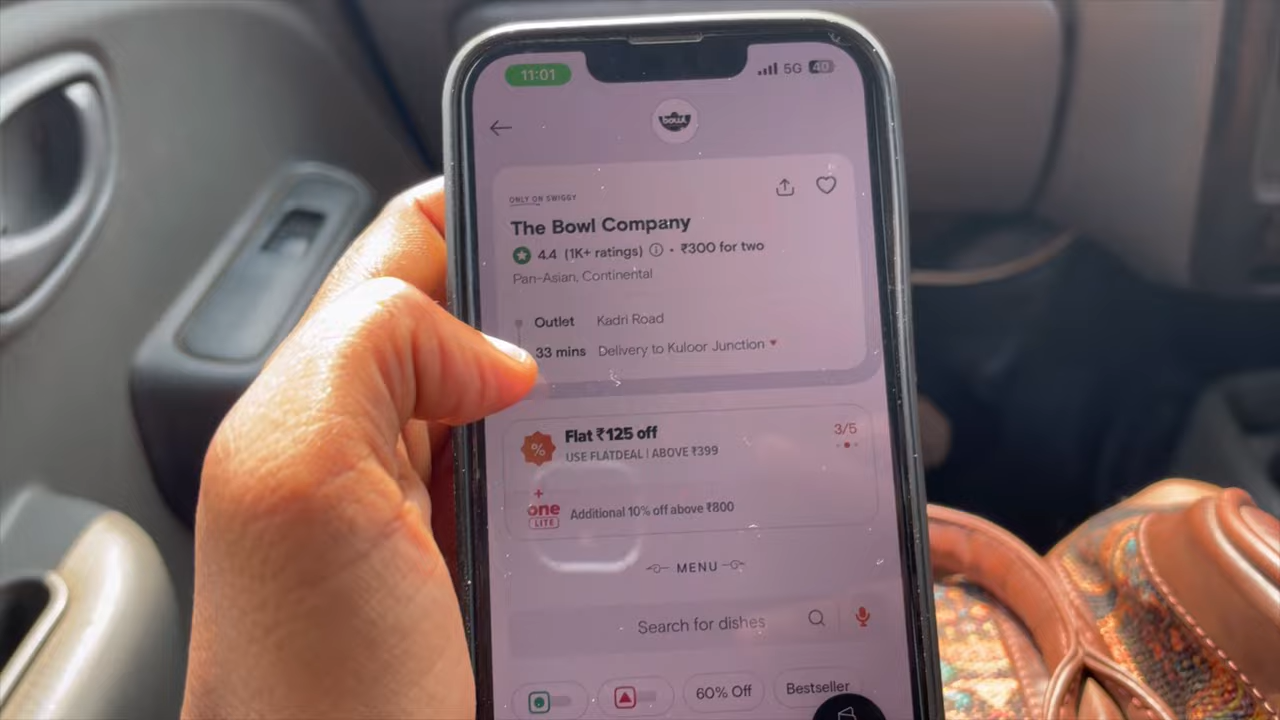 11:01 5G 40
bowl
ONLY ON SWIGGY
The Bowl Company
4.4 (1K+ ratings) • ₹300 for two
Pan-Asian, Continental
Outlet Kadri Road
33 mins Delivery to Kuloor Junction
Flat ₹125 off 3/5
USE FLATDEAL | ABOVE ₹399
+
one LITE Additional 10% off above ₹800
MENU
Search for dishes
60% Off Bestseller